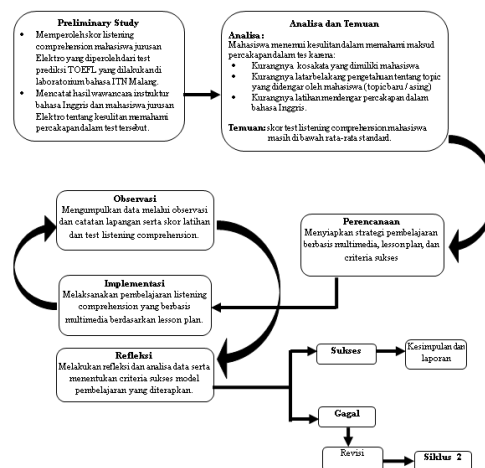 Preliminary Study
• Memperoleh skor listening
comprehension mahasiswa jurusan
Elektro yang diperoleh dari test
prediksi TOEFL yang dilakukan di
laboratorium bahasa ITN Malang.
• Mencatat hasil wawancara instruktur
bahasa Inggris dan mahasiswa jurusan
Elektro tentang kesulitan memahami
percakapan dalam test tersebut.
Analisa dan Temuan
Analisa :
Mahasiswa menemui kesulitan dalam memahami maksud
percakapan dalam tes karena:
• Kurangnya kosakata yang dimiliki mahasiswa
• Kurangnya latar belakang pengetahuan tentang topic
yang didengar oleh mahasiswa (topic baru / asing)
• Kurangnya latihan mendengar percakapan dalam
bahasa Inggris.
Temuan: skor test listening comprehension mahasiswa
masih di bawah rata-rata standard.
Observasi
Mengumpulkan data melalui observasi
dan catatan lapangan serta skor latihan
dan test listening comprehension.
Perencanaan
Menyiapkan strategi pembelajaran
berbasis multimedia, lesson plan, dan
criteria sukses
Implementasi
Melaksanakan pembelajaran listening
comprehension yang berbasis
multimedia berdasarkan lesson plan.
Refleksi
Melakukan refleksi dan analisa data serta
menentukan criteria sukses model
pembelajaran yang diterapkan.
Sukses
Kesimpulan dan
laporan
Gagal
Revisi
Siklus 2